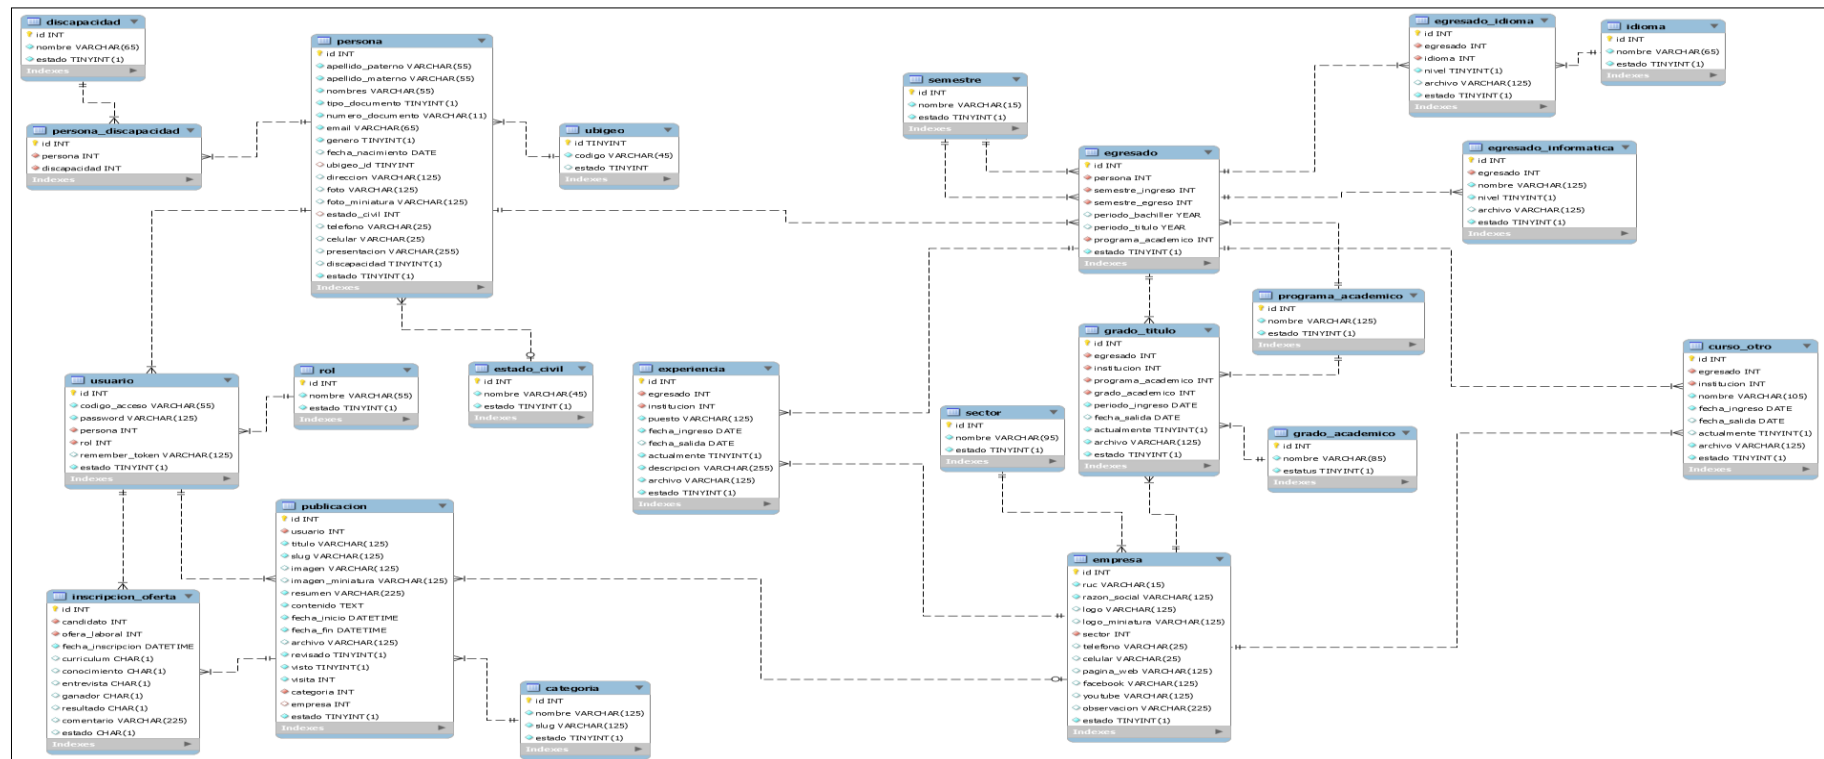 discapacidad
id INT
nombre VARCHAR(65)
estado TINYINT(1)
Indexes
persona_discapacidad
id INT
persona INT
discapacidad INT
Indexes
persona
id INT
apellido_paterno VARCHAR(55)
apellido_materno VARCHAR(55)
nombres VARCHAR(55)
tipo_documento TINYINT(1)
numero_documento VARCHAR(11)
email VARCHAR(65)
genero TINYINT(1)
fecha_nacimiento DATE
ubigeo_id TINYINT
direccion VARCHAR(125)
foto VARCHAR(125)
foto_miniatura VARCHAR(125)
estado_civil INT
telefono VARCHAR(25)
celular VARCHAR(25)
presentacion VARCHAR(255)
discapacidad TINYINT(1)
estado TINYINT(1)
Indexes
ubigeo
id TINYINT
codigo VARCHAR(45)
estado TINYINT
Indexes
semestre
id INT
nombre VARCHAR(15)
estado TINYINT(1)
Indexes
egresado
id INT
persona INT
semestre_ingreso INT
semestre_egreso INT
periodo_bachiller YEAR
periodo_titulo YEAR
programa_academico INT
estado TINYINT(1)
Indexes
egresado_idioma
id INT
egresado INT
idioma INT
nivel TINYINT(1)
archivo VARCHAR(125)
estado TINYINT(1)
Indexes
idioma
id INT
nombre VARCHAR(65)
estado TINYINT(1)
Indexes
egresado_informatica
id INT
egresado INT
nombre VARCHAR(125)
nivel TINYINT(1)
archivo VARCHAR(125)
estado TINYINT(1)
Indexes
programa_academico
id INT
nombre VARCHAR(125)
estado TINYINT(1)
Indexes
grado_titulo
id INT
egresado INT
institucion INT
programa_academico INT
grado_academico INT
periodo_ingreso DATE
fecha_salida DATE
actualmente TINYINT(1)
archivo VARCHAR(125)
estado TINYINT(1)
Indexes
curso_otro
id INT
egresado INT
institucion INT
nombre VARCHAR(105)
fecha_ingreso DATE
fecha_salida DATE
actualmente TINYINT(1)
archivo VARCHAR(125)
estado TINYINT(1)
Indexes
grado_academico
id INT
nombre VARCHAR(85)
estatus TINYINT(1)
Indexes
usuario
id INT
codigo_acceso VARCHAR(55)
password VARCHAR(125)
persona INT
rol INT
remember_token VARCHAR(125)
estado TINYINT(1)
Indexes
rol
id INT
nombre VARCHAR(55)
estado TINYINT(1)
Indexes
estado_civil
id INT
nombre VARCHAR(45)
estado TINYINT(1)
Indexes
experiencia
id INT
egresado INT
institucion INT
puesto VARCHAR(125)
fecha_ingreso DATE
fecha_salida DATE
actualmente TINYINT(1)
descripcion VARCHAR(255)
archivo VARCHAR(125)
estado TINYINT(1)
Indexes
sector
id INT
nombre VARCHAR(95)
estado TINYINT(1)
Indexes
publicacion
id INT
usuario INT
titulo VARCHAR(125)
slug VARCHAR(125)
imagen VARCHAR(125)
imagen_miniatura VARCHAR(125)
resumen VARCHAR(225)
contenido TEXT
fecha_inicio DATETIME
fecha_fin DATETIME
archivo VARCHAR(125)
revisado TINYINT(1)
visto TINYINT(1)
visita INT
categoria INT
empresa INT
estado TINYINT(1)
Indexes
inscripcion_oferta
id INT
candidato INT
ofera_laboral INT
fecha_inscripcion DATETIME
curriculum CHAR(1)
conocimiento CHAR(1)
entrevista CHAR(1)
ganador CHAR(1)
resultado CHAR(1)
comentario VARCHAR(225)
estado CHAR(1)
Indexes
categoria
id INT
nombre VARCHAR(125)
slug VARCHAR(125)
estado TINYINT(1)
Indexes
empresa
id INT
ruc VARCHAR(15)
razon_social VARCHAR(125)
logo VARCHAR(125)
logo_miniatura VARCHAR(125)
sector INT
telefono VARCHAR(25)
celular VARCHAR(25)
pagina_web VARCHAR(125)
facebook VARCHAR(125)
youtube VARCHAR(125)
observacion VARCHAR(225)
estado TINYINT(1)
Indexes